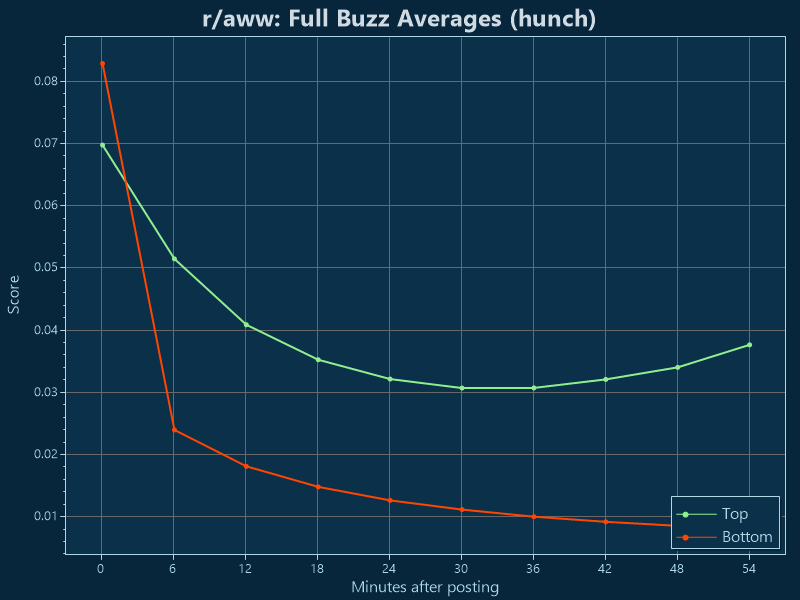 r/aww: Full Buzz Averages (hunch)
0.08
0.07
0.06
0.05
0.04
0.03
0.02
0.01
Score
Top
Bottom
0 6 12 18 24 30 36 42 48 54
Minutes after posting